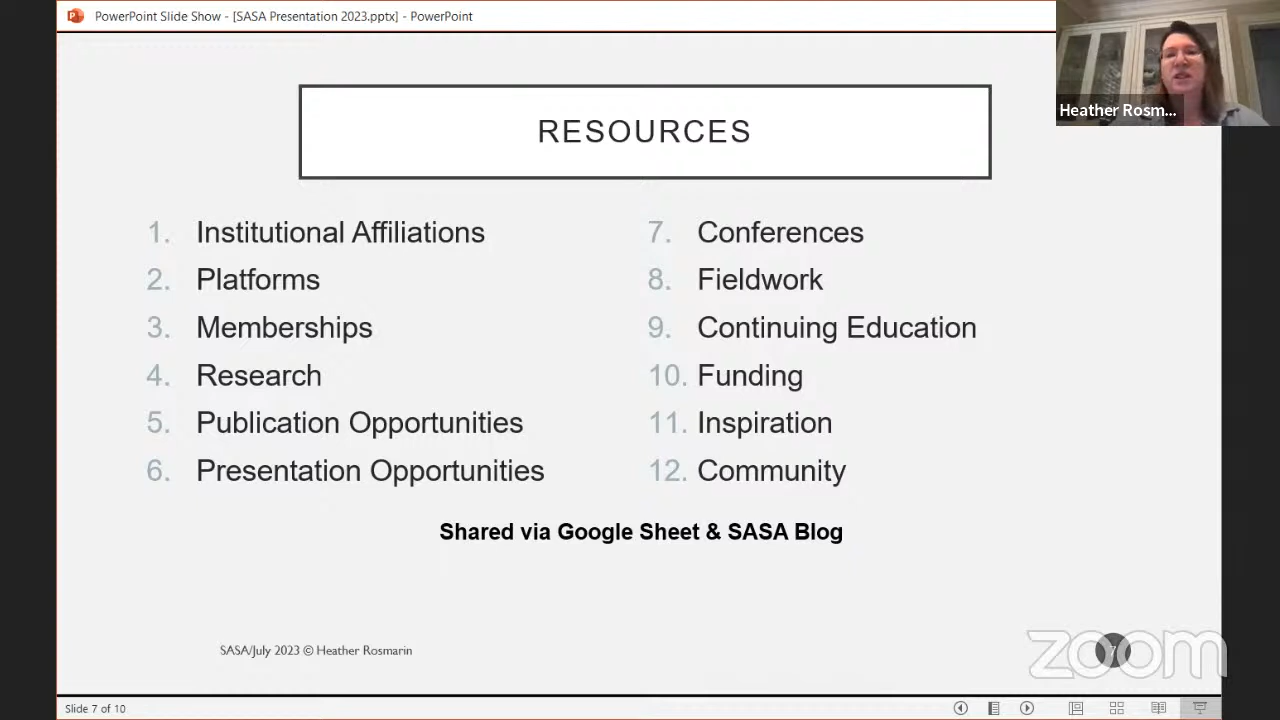 PowerPoint Slide Show - [SASA Presentation 2023.pptx] - PowerPoint
Heather Rosm...
RESOURCES
1. Institutional Affiliations
2. Platforms
3. Memberships
4. Research
5. Publication Opportunities
6. Presentation Opportunities
7. Conferences
8. Fieldwork
9. Continuing Education
10. Funding
11. Inspiration
12. Community
Shared via Google Sheet & SASA Blog
SASA/July 2023 © Heather Rosmarin
7
zoom
Slide 7 of 10